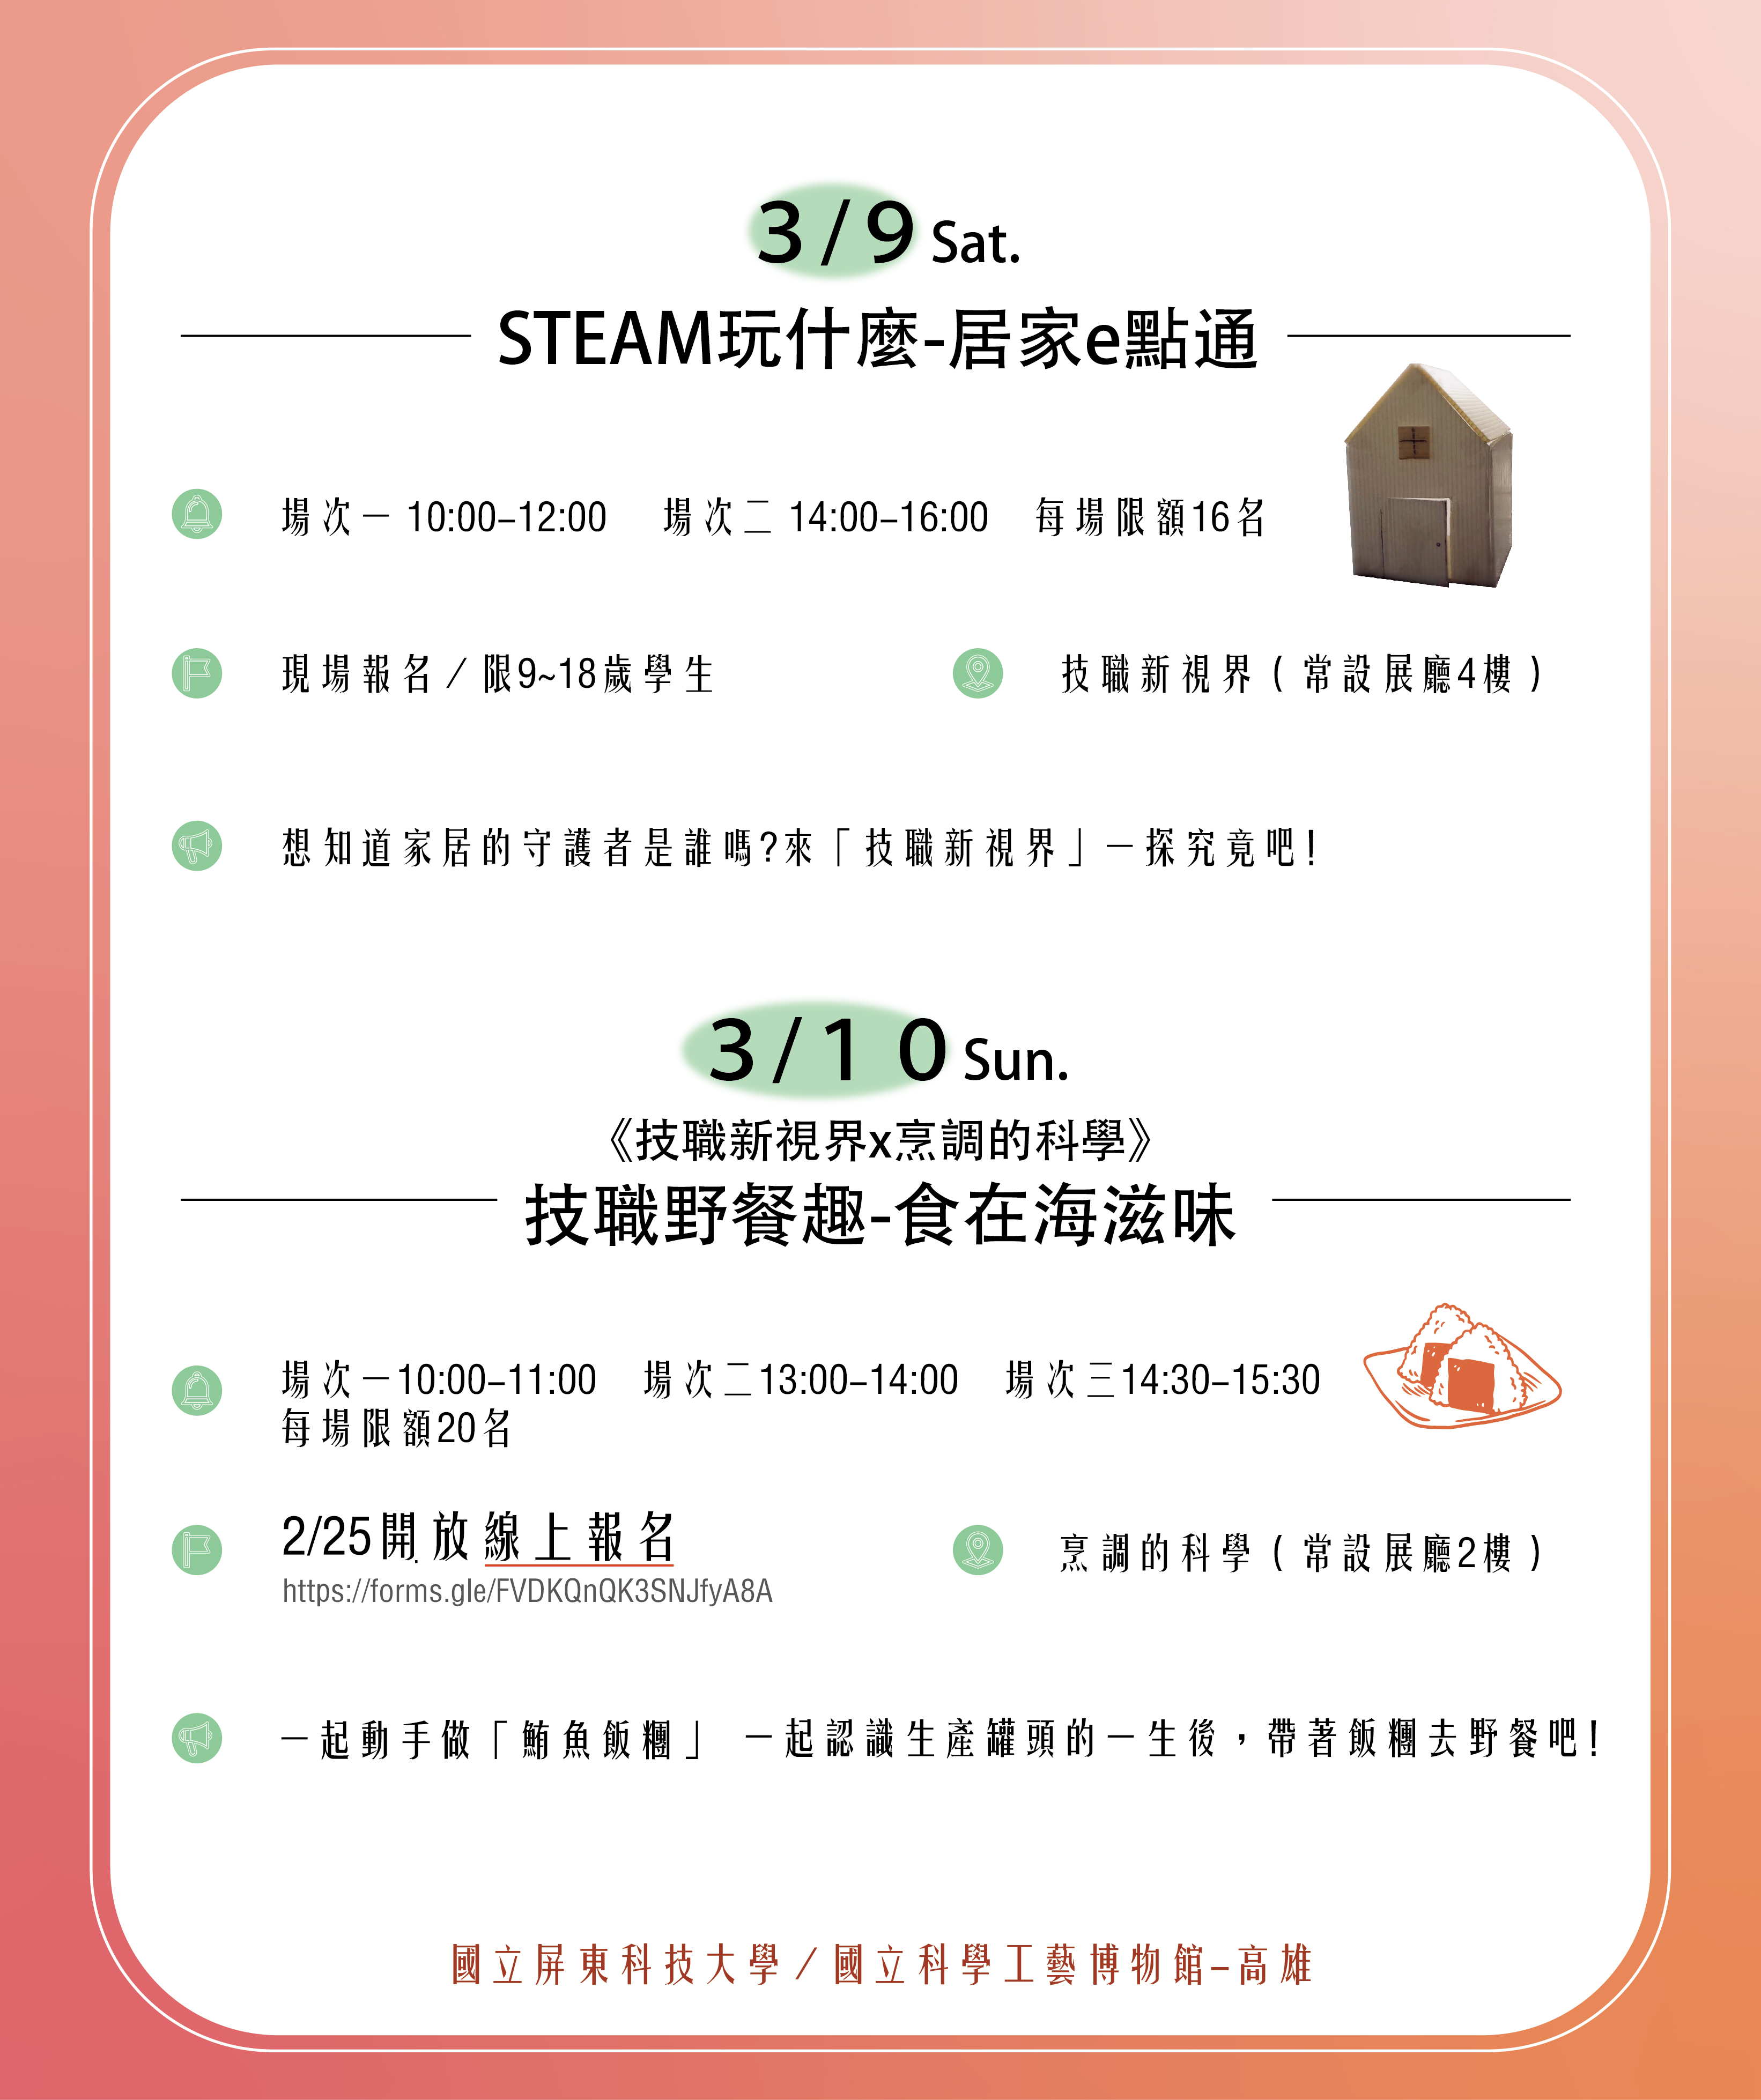 3/9 Sat.
STEAM玩什麼-居家e點通
場次一 10:00–12:00 場次二 14:00–16:00 每場限額16名
現場報名/限9~18歲學生
技職新視界(常設展廳4樓)
想知道家居的守護者是誰嗎?來「技職新視界」一探究竟吧!
3/10 Sun.
《技職新視界x烹調的科學》
技職野餐趣-食在海滋味
場次一10:00–11:00 場次二13:00–14:00 場次三14:30–15:30
每場限額20名
2/25開放線上報名
https://forms.gle/FVDKQnQK3SNJfyA8A
烹調的科學(常設展廳2樓)
一起動手做「鮪魚飯糰」 一起認識生產罐頭的一生後，帶著飯糰去野餐吧!
國立屏東科技大學/國立科學工藝博物館–高雄